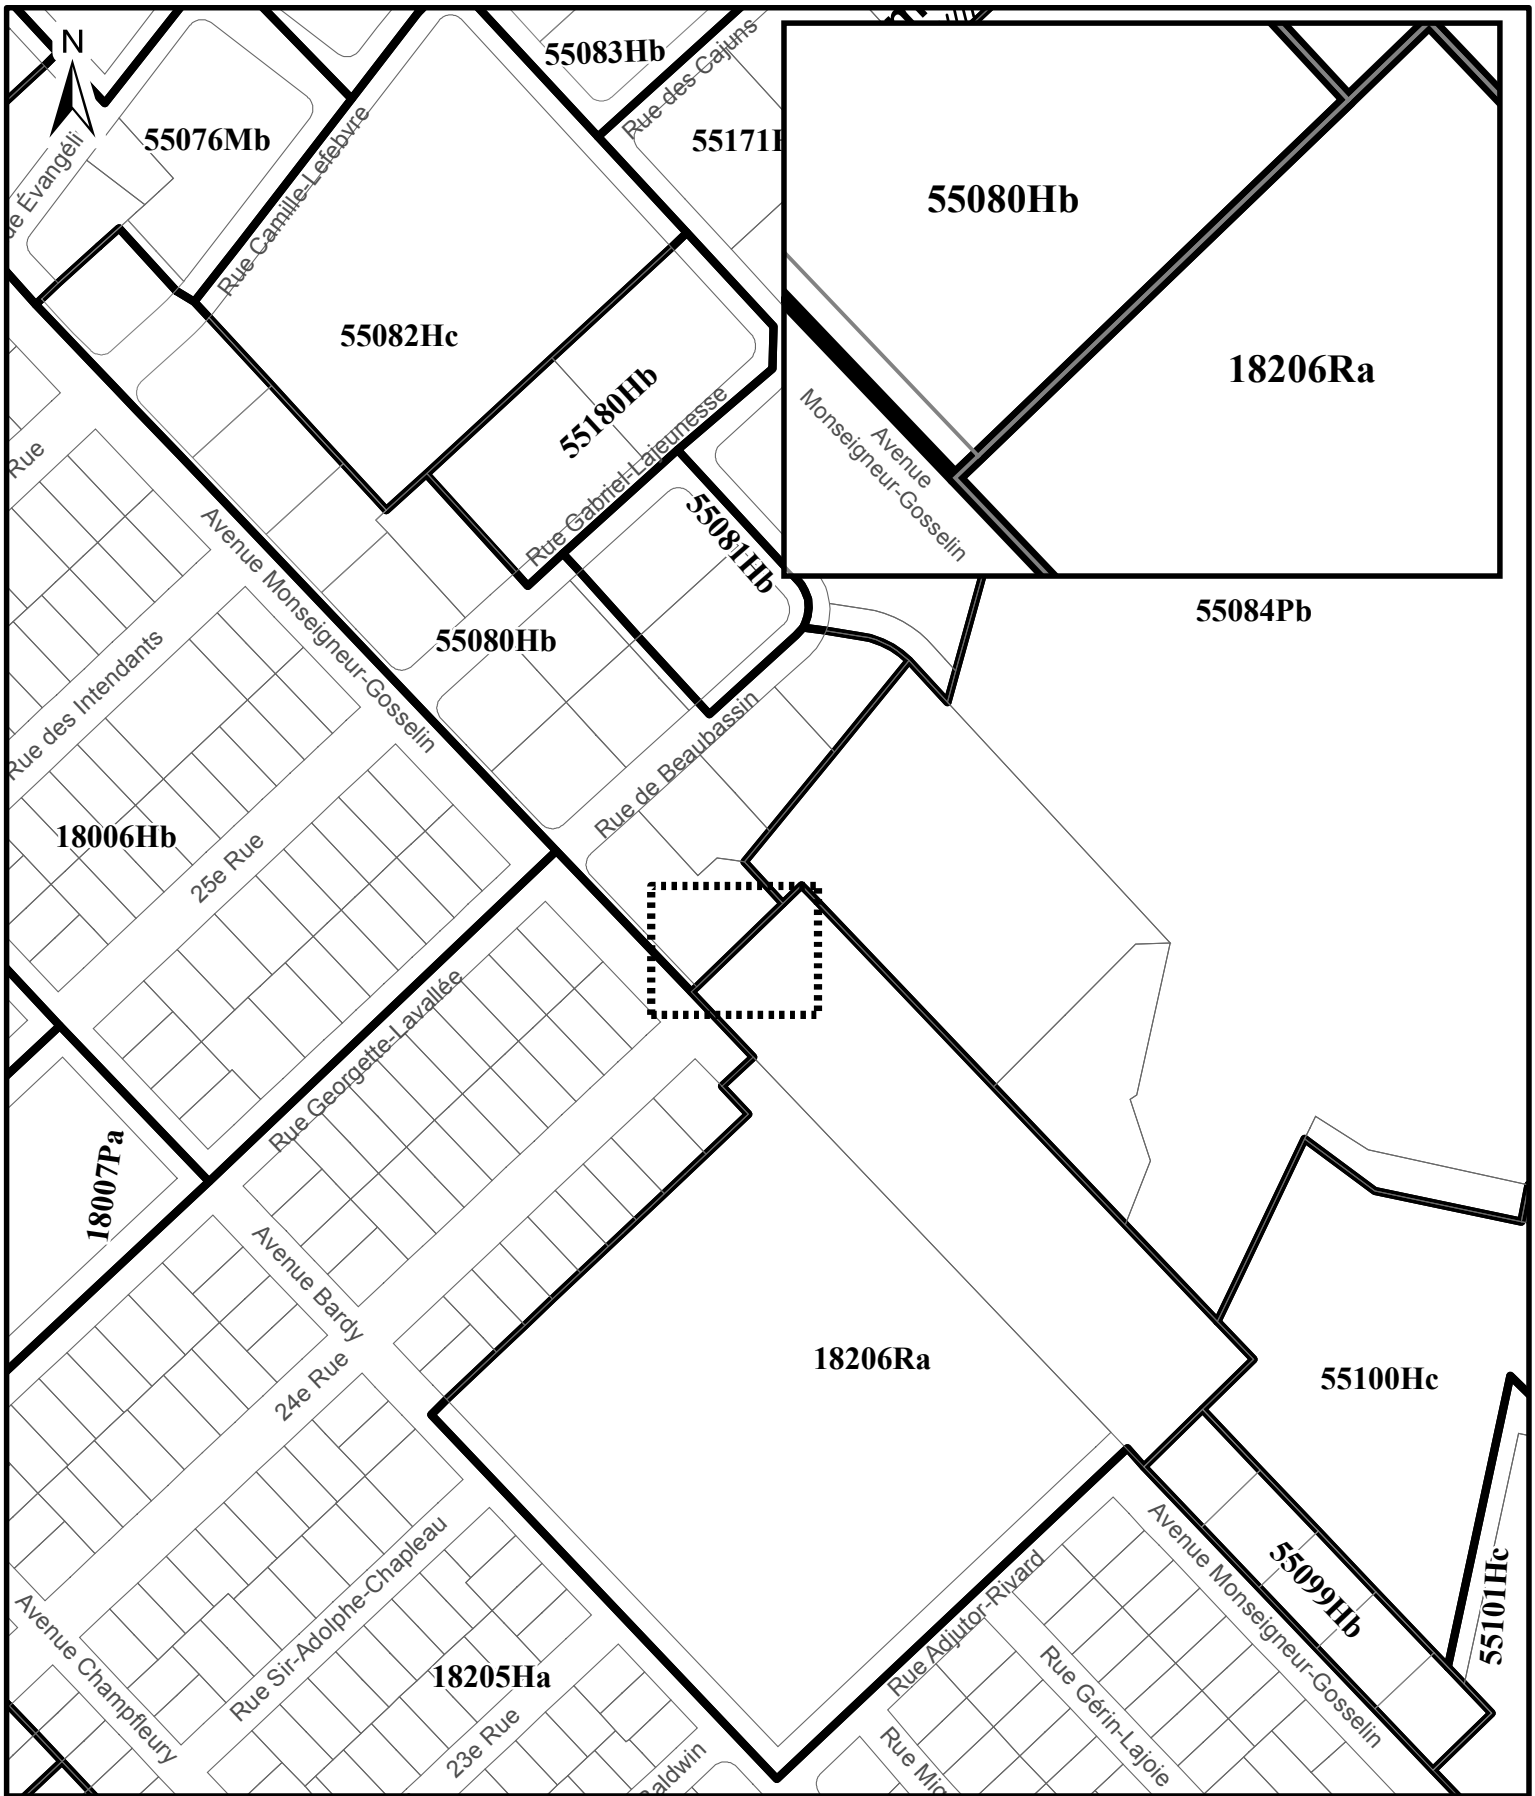 N
55083Hb
Rue des Cajuns
55076Mb
55171
55080Hb
Rue Camille-Lefebvre
18206Ra
55082Hc
55180Hb
Avenue
Monseigneur-Gosselin
Rue Gabriel-Lajeunesse
Rue
55081Hb
Avenue Monseigneur-Gosselin
55084Pb
55080Hb
Rue des Intendants
Rue de Beaubassin
18006Hb
25e Rue
Rue Georgette-Lavallée
18007Pa
Avenue Bardy
24e Rue
18206Ra
55100Hc
Avenue Monseigneur-Gosselin
55099Hb
55101Hc
Rue Sir-Adolphe-Chapleau
Avenue Champfleury
18205Ha
23e Rue
Rue Adjutor-Rivard
Rue Gérin-Lajoie
Rue